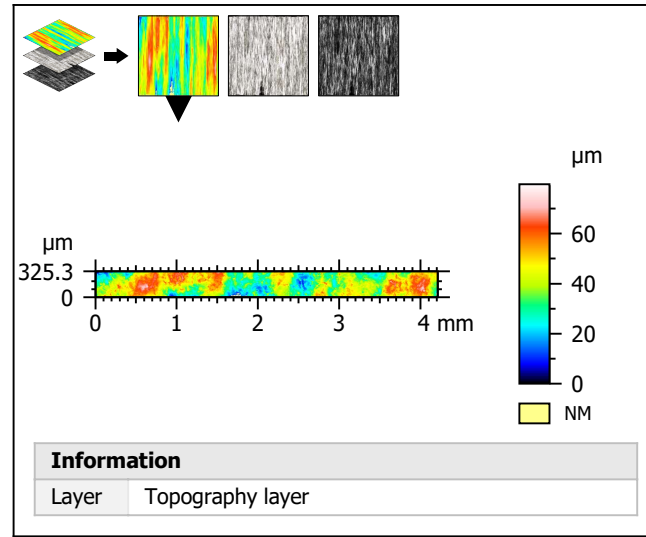 µm
60
40
20
0
NM
µm
325.3
0
0 1 2 3 4 mm
Information
Layer Topography layer